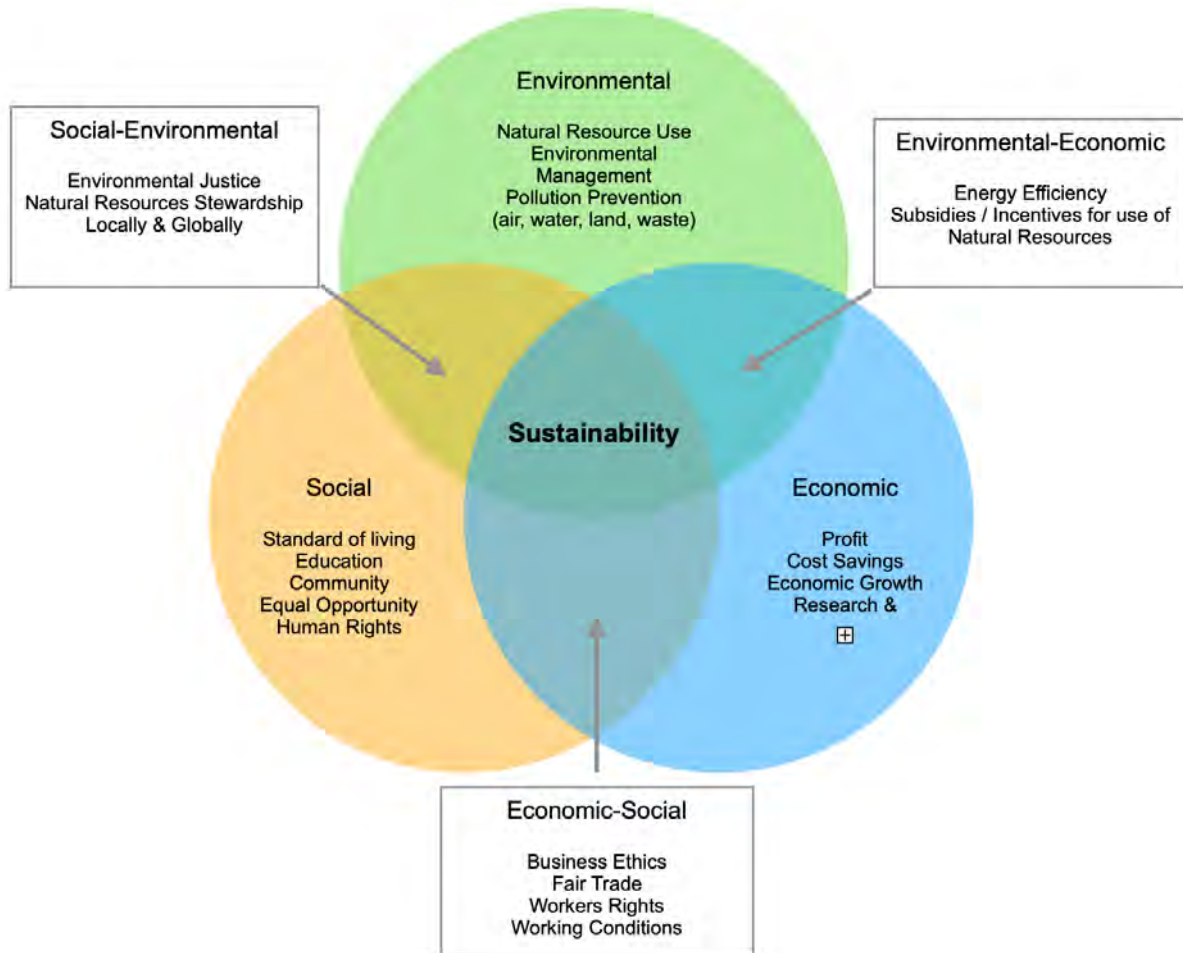 Environmental
Natural Resource Use
Environmental
Management
Pollution Prevention
(air, water, land, waste)
Social-Environmental
Environmental Justice
Natural Resources Stewardship
Locally & Globally
Environmental-Economic
Energy Efficiency
Subsidies / Incentives for use of
Natural Resources
Sustainability
Social
Standard of living
Education
Community
Equal Opportunity
Human Rights
Economic
Profit
Cost Savings
Economic Growth
Research &
Economic-Social
Business Ethics
Fair Trade
Workers Rights
Working Conditions